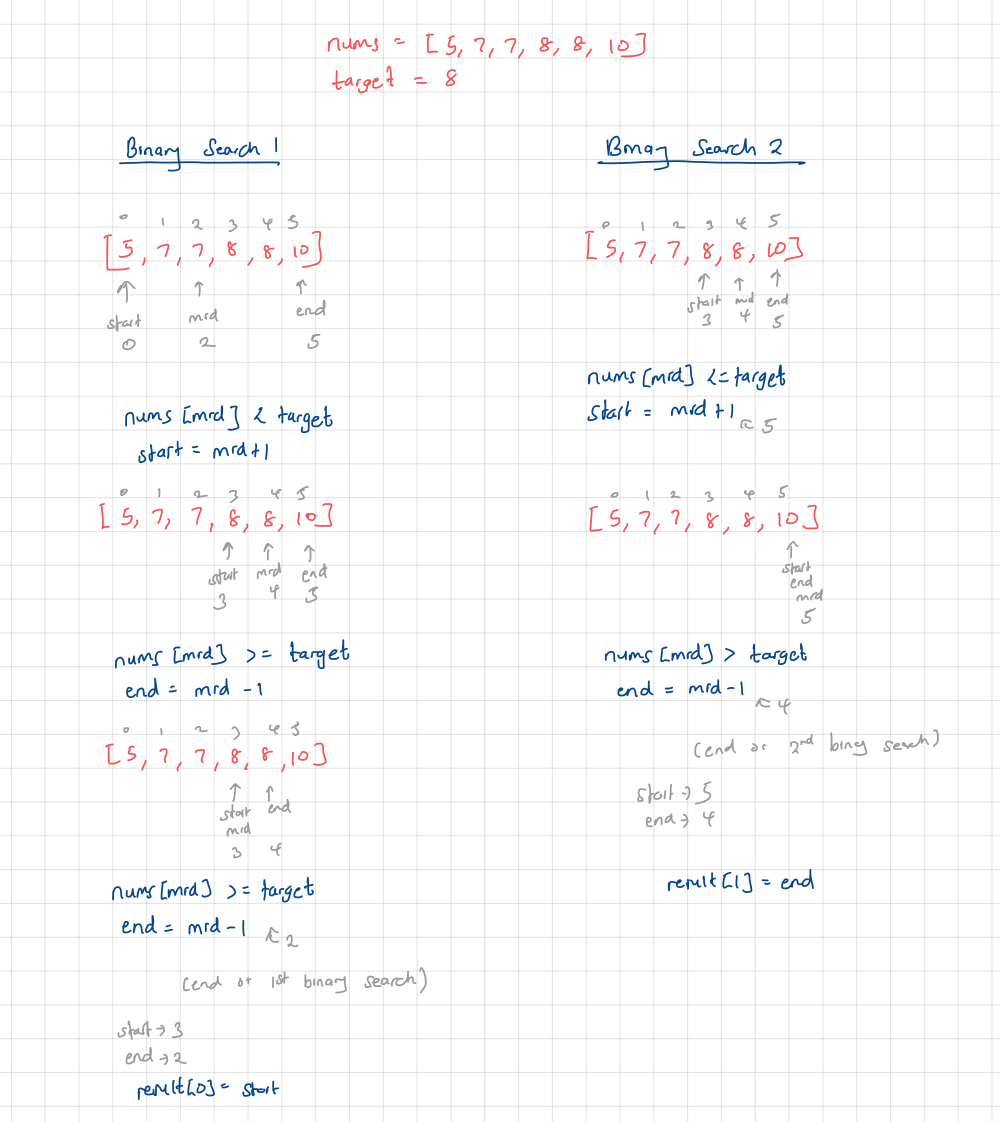 nums = [5, 7, 7, 8, 8, 10]
target = 8
Binary Search 1
0 1 2 3 4 5
[5, 7, 7, 8, 8, 10]
start mid end
0 2 5
nums [mid] < target
start = mid+1
0 1 2 3 4 5
[5, 7, 7, 8, 8, 10]
start mid end
3 4 5
nums [mid] >= target
end = mid -1
0 1 2 3 4 5
[5, 7, 7, 8, 8, 10]
start end
mid
3 4
nums [mid] >= target
end = mid -1 ↖ 2
(end of 1st binary search)
start → 3
end → 2
result[0] = start
Binary Search 2
0 1 2 3 4 5
[5, 7, 7, 8, 8, 10]
start mid end
3 4 5
nums [mid] <= target
start = mid +1 ↖ 5
0 1 2 3 4 5
[5, 7, 7, 8, 8, 10]
start
end
mid
5
nums [mid] > target
end = mid -1 ↖ 4
(end of 2nd binary search)
start → 5
end → 4
result [1] = end